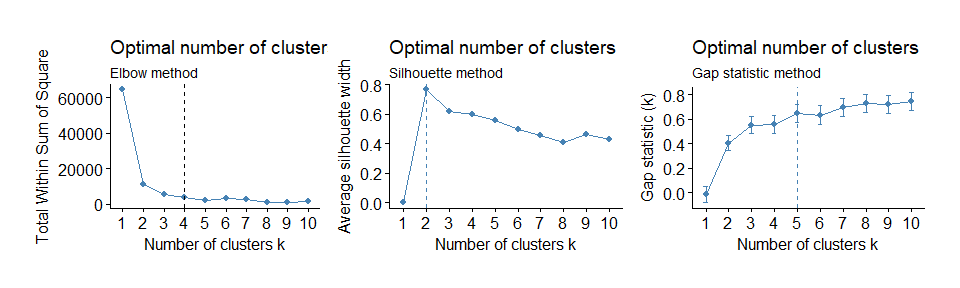 Optimal number of cluster
Elbow method
Total Within Sum of Square
60000
40000
20000
0
1 2 3 4 5 6 7 8 9 10
Number of clusters k
Optimal number of clusters
Silhouette method
Average silhouette width
0.8
0.6
0.4
0.2
0.0
1 2 3 4 5 6 7 8 9 10
Number of clusters k
Optimal number of clusters
Gap statistic method
Gap statistic (k)
0.8
0.6
0.4
0.2
0.0
1 2 3 4 5 6 7 8 9 10
Number of clusters k